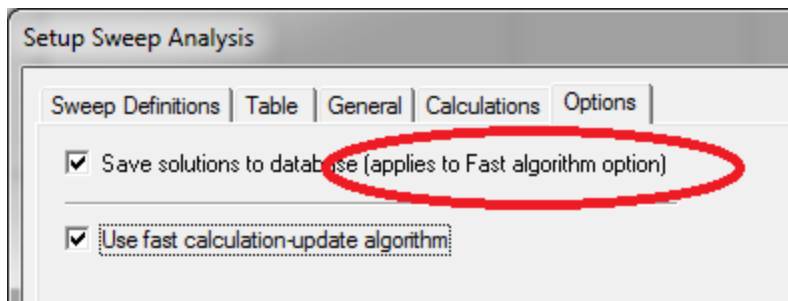 Setup Sweep Analysis
Sweep Definitions Table General Calculations Options
Save solutions to database (applies to Fast algorithm option)
Use fast calculation-update algorithm